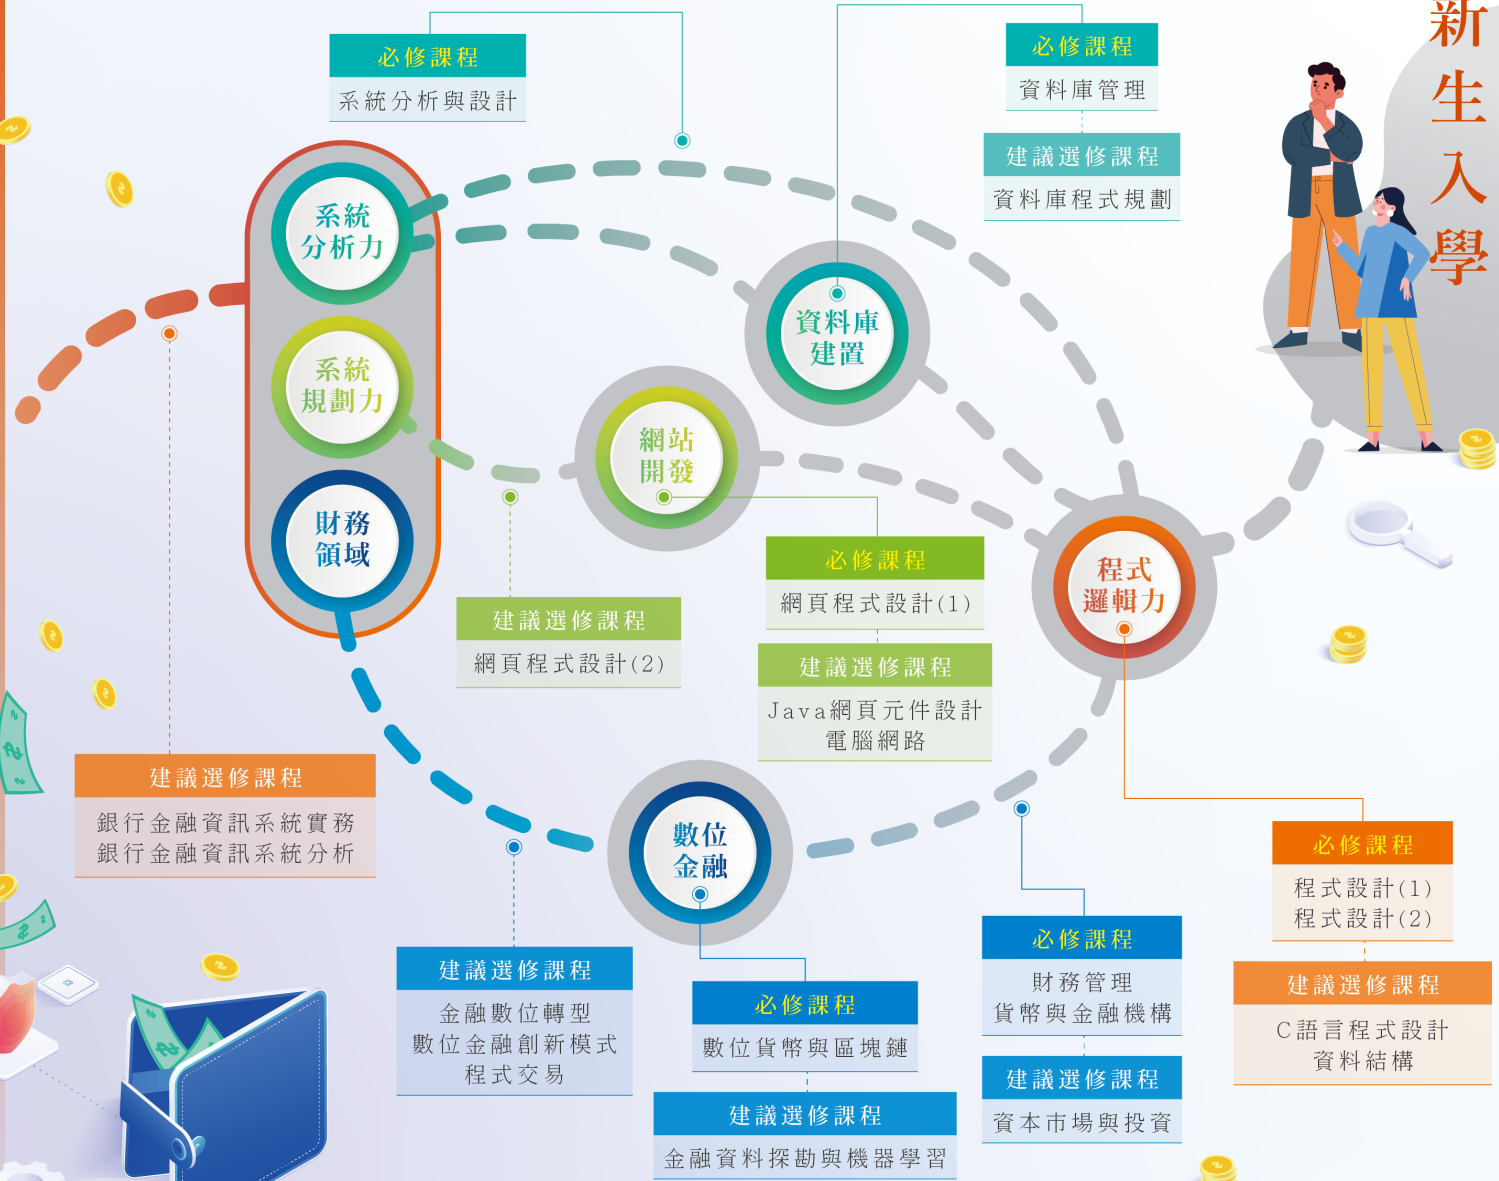 新生入學
必修課程
系統分析與設計
必修課程
資料庫管理
建議選修課程
資料庫程式規劃
系統
分析力
系統
規劃力
財務
領域
資料庫
建置
網站
開發
程式
邏輯力
數位
金融
必修課程
網頁程式設計(1)
建議選修課程
Java網頁元件設計
電腦網路
建議選修課程
網頁程式設計(2)
建議選修課程
銀行金融資訊系統實務
銀行金融資訊系統分析
必修課程
程式設計(1)
程式設計(2)
建議選修課程
C語言程式設計
資料結構
建議選修課程
金融數位轉型
數位金融創新模式
程式交易
必修課程
數位貨幣與區塊鏈
建議選修課程
金融資料探勘與機器學習
必修課程
財務管理
貨幣與金融機構
建議選修課程
資本市場與投資